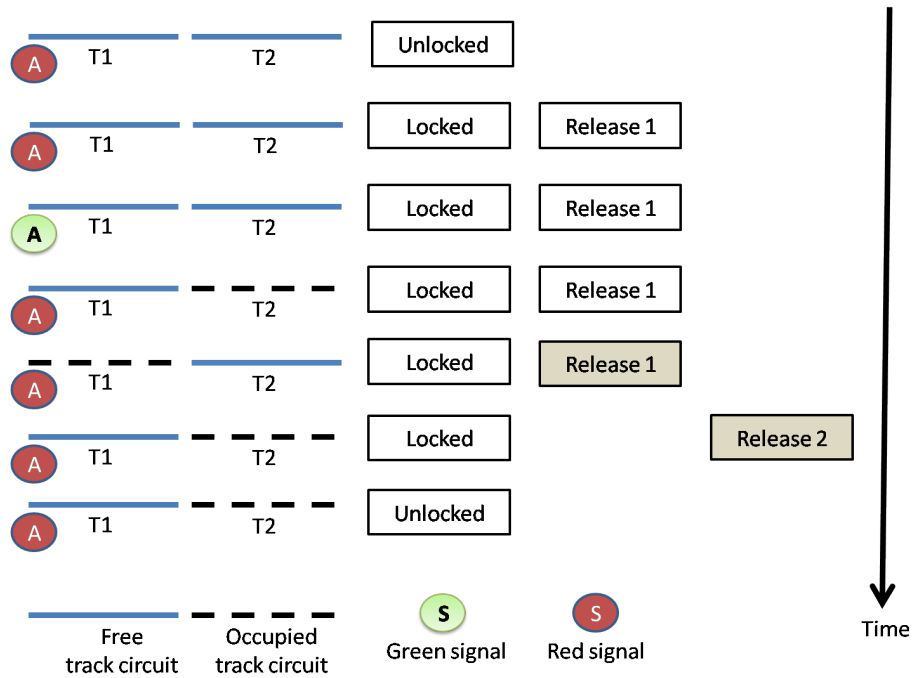 Unlocked
A T1 T2
Locked Release 1
A T1 T2
Locked Release 1
A T1 T2
Locked Release 1
A T1 T2
Locked Release 1
A T1 T2
Locked Release 2
A T1 T2
Unlocked
A T1 T2
S S
Time
Free Occupied Green signal Red signal
track circuit track circuit